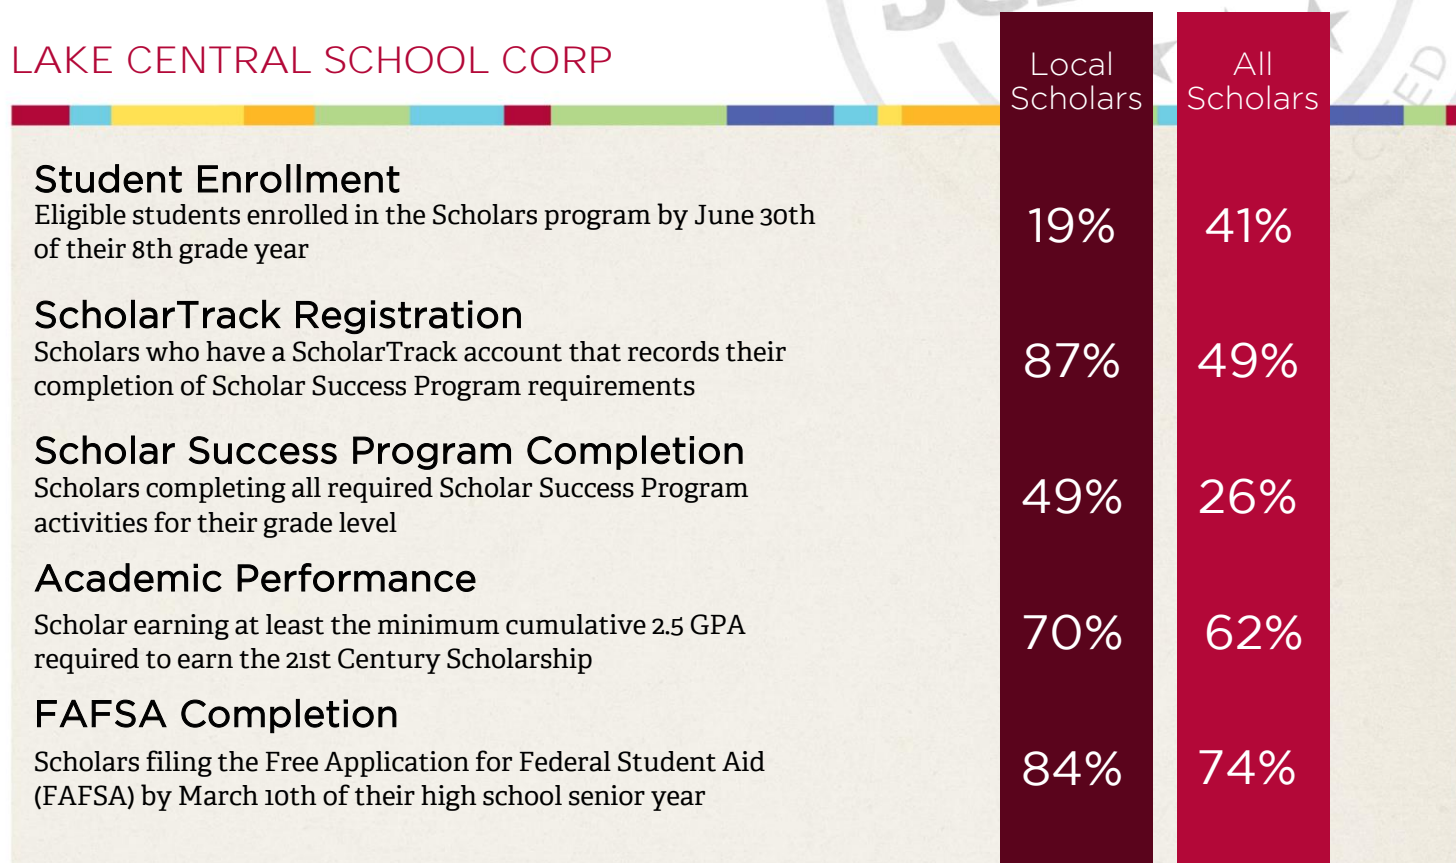 LAKE CENTRAL SCHOOL CORP
Local
Scholars
All
Scholars
Student Enrollment
Eligible students enrolled in the Scholars program by June 30th
of their 8th grade year
19%
41%
ScholarTrack Registration
Scholars who have a ScholarTrack account that records their
completion of Scholar Success Program requirements
87%
49%
Scholar Success Program Completion
Scholars completing all required Scholar Success Program
activities for their grade level
49%
26%
Academic Performance
Scholar earning at least the minimum cumulative 2.5 GPA
required to earn the 21st Century Scholarship
70%
62%
FAFSA Completion
Scholars filing the Free Application for Federal Student Aid
(FAFSA) by March 10th of their high school senior year
84%
74%